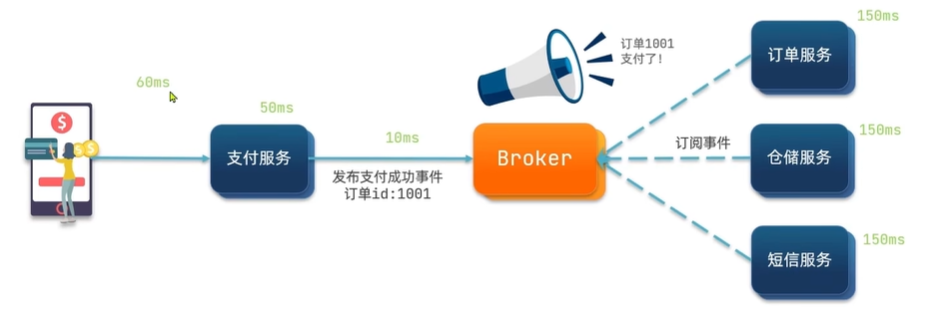 150ms
订单1001
支付了!
订单服务
60ms
50ms
10ms
支付服务
Broker
发布支付成功事件
订单id:1001
订阅事件
150ms
仓储服务
150ms
短信服务
$
$
$